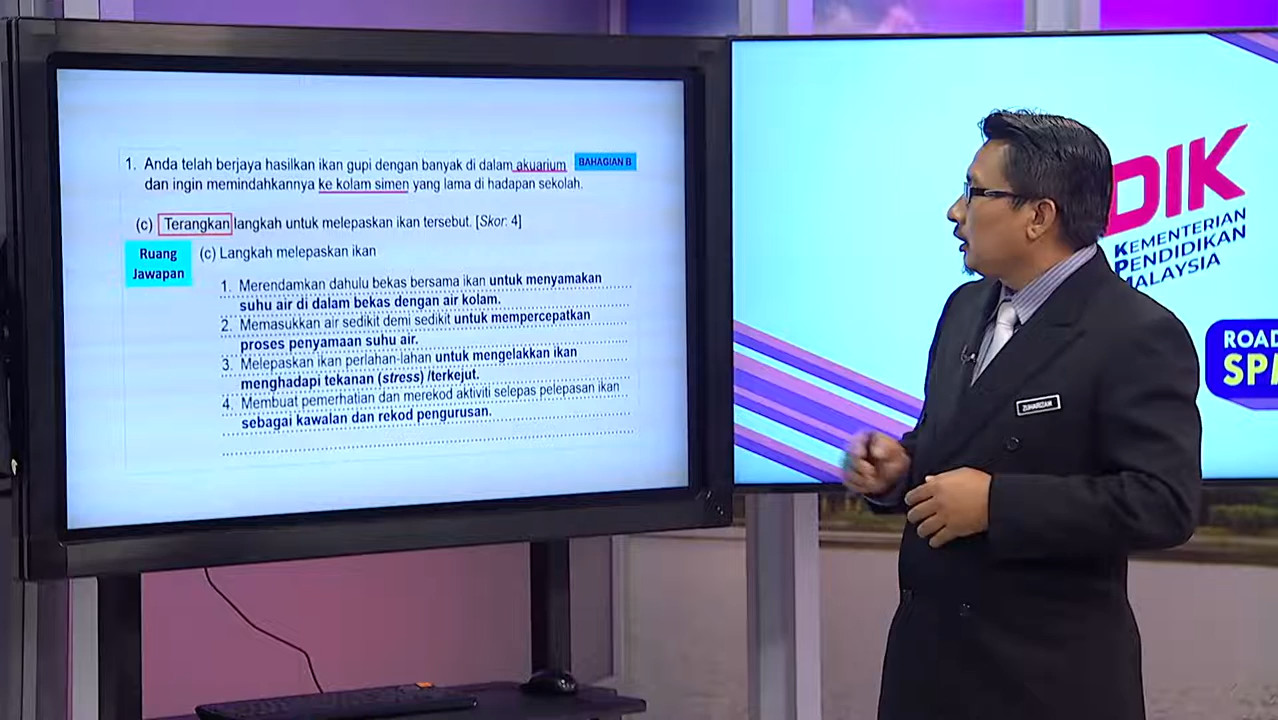 1. Anda telah berjaya hasilkan ikan gupi dengan banyak di dalam akuarium
BAHAGIAN B
dan ingin memindahkannya ke kolam simen yang lama di hadapan sekolah.
(c) Terangkan langkah untuk melepaskan ikan tersebut. [Skor: 4]
Ruang
Jawapan
(c) Langkah melepaskan ikan
1. Merendamkan dahulu bekas bersama ikan untuk menyamakan
suhu air di dalam bekas dengan air kolam.
2. Memasukkan air sedikit demi sedikit untuk mempercepatkan
proses penyamaan suhu air.
3. Melepaskan ikan perlahan-lahan untuk mengelakkan ikan
menghadapi tekanan (stress) /terkejut.
4. Membuat pemerhatian dan merekod aktiviti selepas pelepasan ikan
sebagai kawalan dan rekod pengurusan.
DIK
KEMENTERIAN
PENDIDIKAN
MALAYSIA
ROAD
SPM
ZUHARIZAM